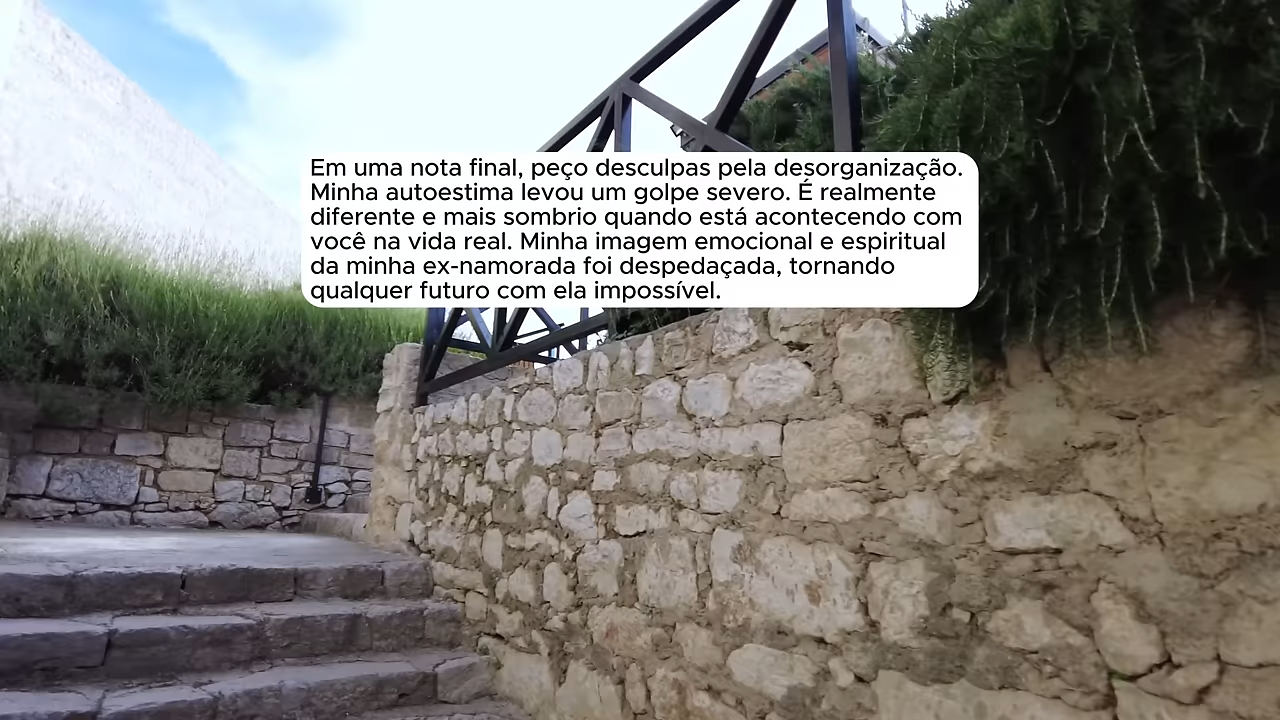 Em uma nota final, peço desculpas pela desorganização.
Minha autoestima levou um golpe severo. É realmente
diferente e mais sombrio quando está acontecendo com
você na vida real. Minha imagem emocional e espiritual
da minha ex-namorada foi despedaçada, tornando
qualquer futuro com ela impossível.